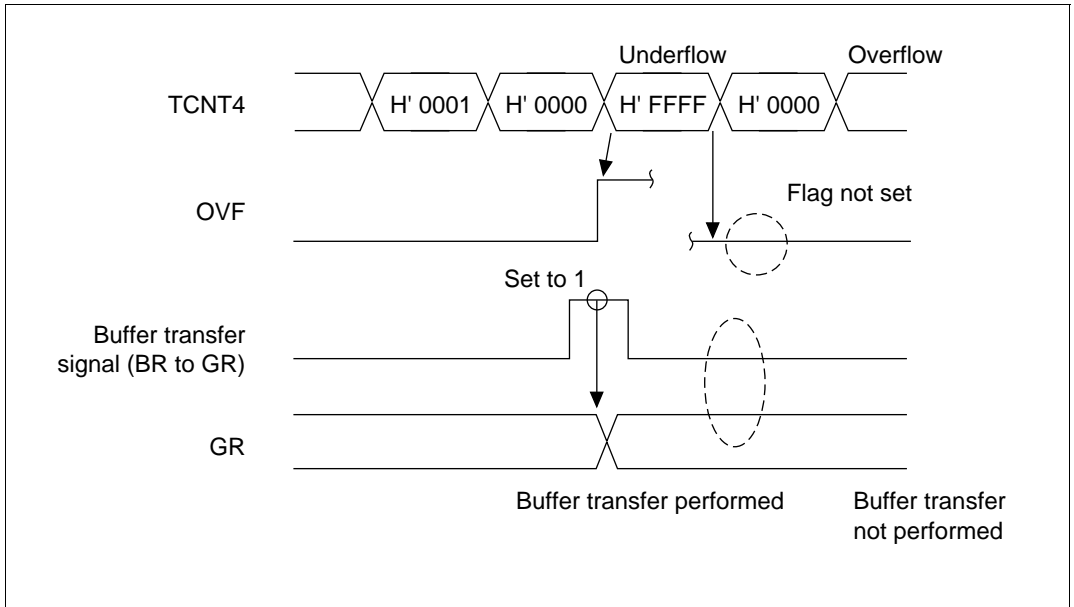 Underflow Overflow
TCNT4 H' 0001 H' 0000 H' FFFF H' 0000
OVF Flag not set
Set to 1
Buffer transfer
signal (BR to GR)
GR
Buffer transfer performed Buffer transfer
not performed